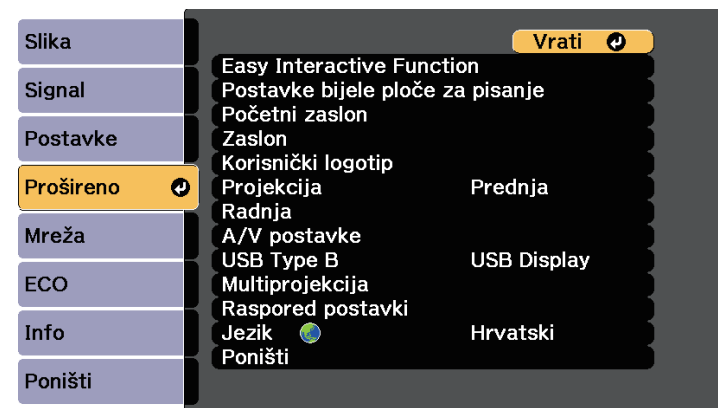 Slika
Signal
Postavke
Prošireno
Mreža
ECO
Info
Poništi
Vrati
Easy Interactive Function
Postavke bijele ploče za pisanje
Početni zaslon
Zaslon
Korisnički logotip
Projekcija Prednja
Radnja
A/V postavke
USB Type B USB Display
Multiprojekcija
Raspored postavki
Jezik Hrvatski
Poništi